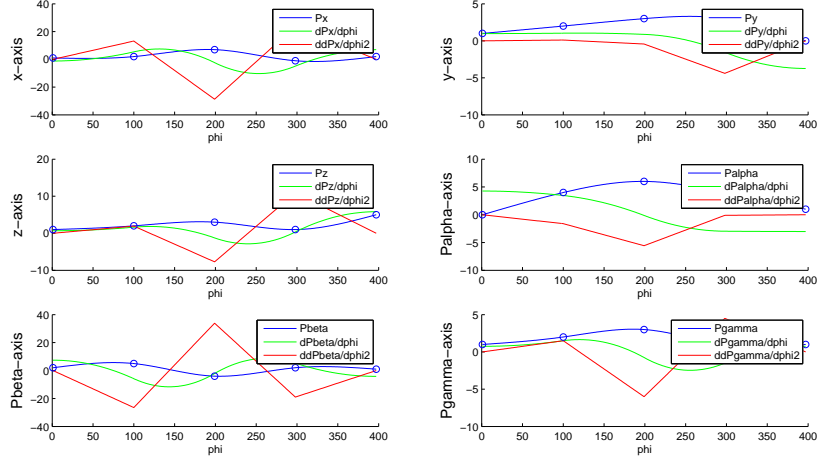 40
20
0
-20
-40
x-axis
0 50 100 150 200 250 300 350 400
phi
Px
dPx/dphi
ddPx/dphi2
5
0
-5
-10
y-axis
0 50 100 150 200 250 300 350 400
phi
Py
dPy/dphi
ddPy/dphi2
20
10
0
-10
z-axis
0 50 100 150 200 250 300 350 400
phi
Pz
dPz/dphi
ddPz/dphi2
10
5
0
-5
-10
Palpha-axis
0 50 100 150 200 250 300 350 400
phi
Palpha
dPalpha/dphi
ddPalpha/dphi2
40
20
0
-20
-40
Pbeta-axis
0 50 100 150 200 250 300 350 400
phi
Pbeta
dPbeta/dphi
ddPbeta/dphi2
5
0
-5
-10
Pgamma-axis
0 50 100 150 200 250 300 350 400
phi
Pgamma
dPgamma/dphi
ddPgamma/dphi2